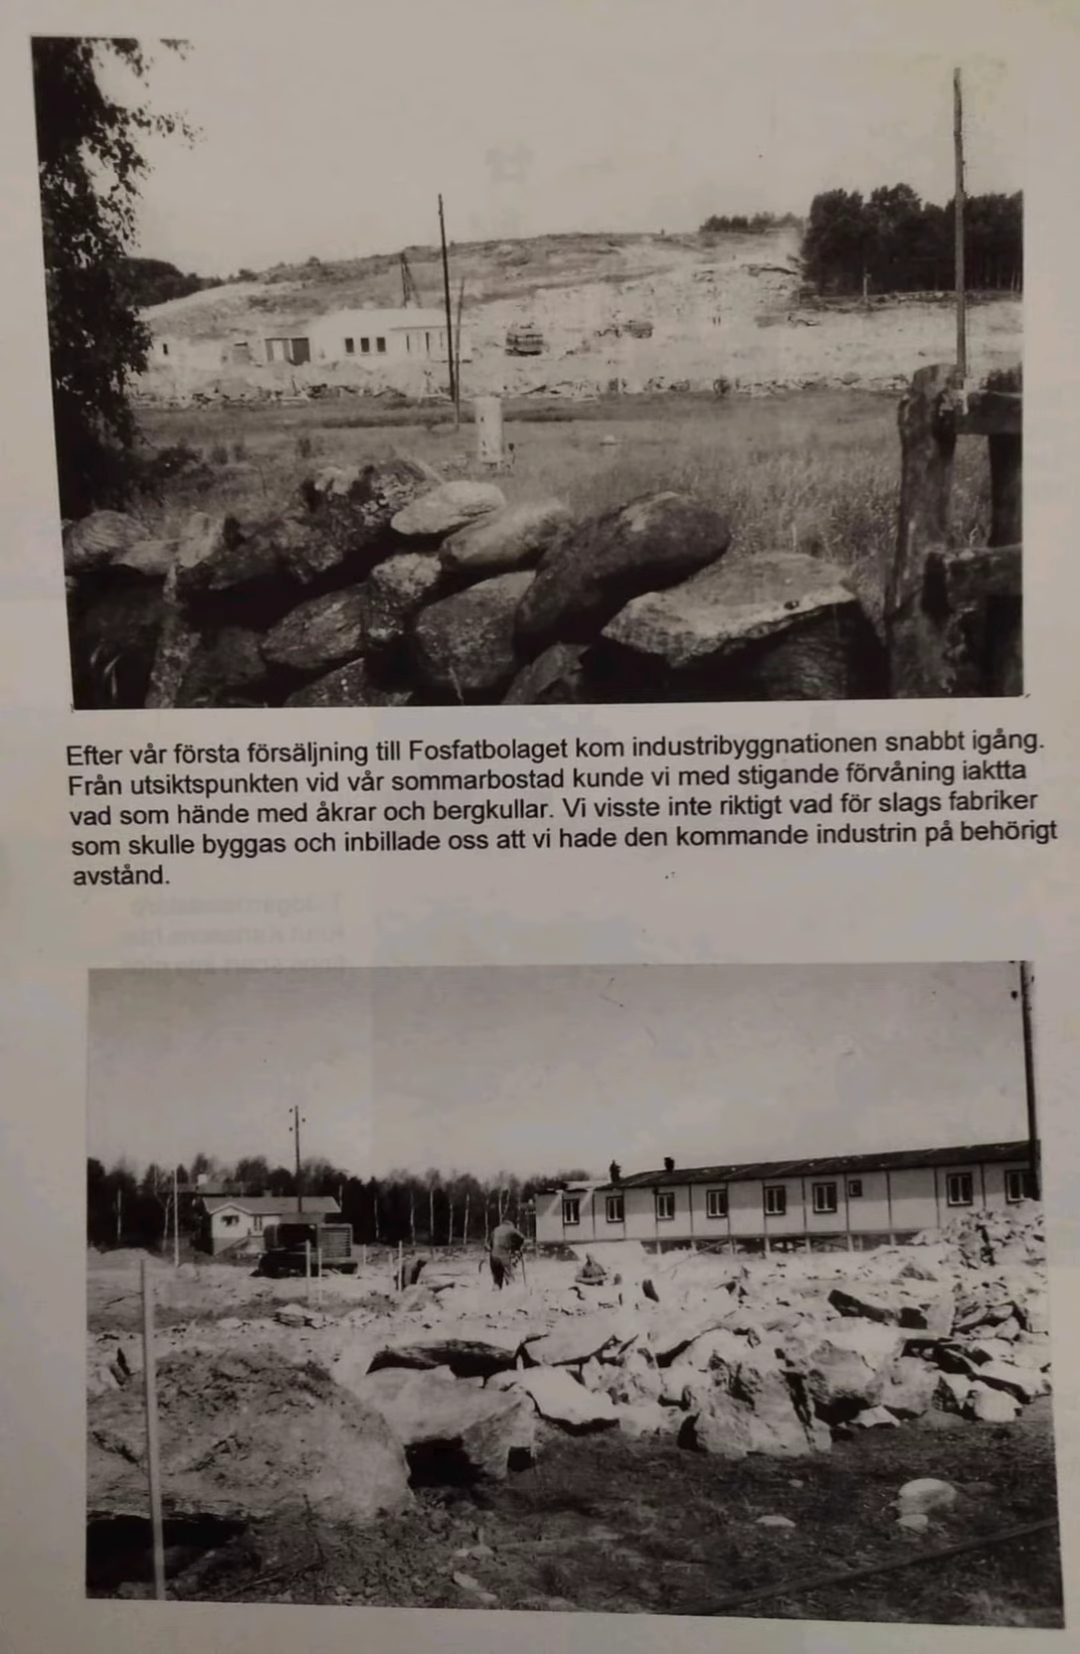 Efter vår första försäljning till Fosfatbolaget kom industribyggnationen snabbt igång.
Från utsiktspunkten vid vår sommarbostad kunde vi med stigande förvåning iaktta
vad som hände med åkrar och bergkullar. Vi visste inte riktigt vad för slags fabriker
som skulle byggas och inbillade oss att vi hade den kommande industrin på behörigt
avstånd.